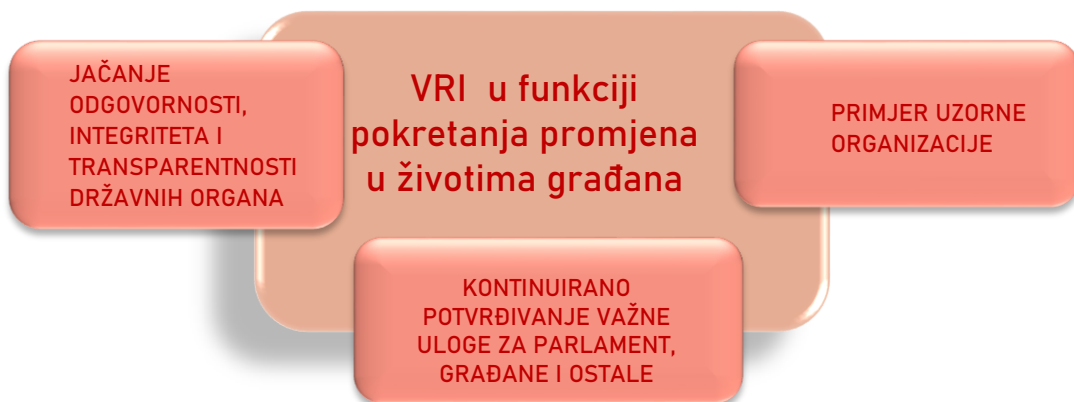 JAČANJE
ODGOVORNOSTI,
INTEGRITETA I
TRANSPARENTNOSTI
DRŽAVNIH ORGANA
VRI u funkciji
pokretanja promjena
u životima građana
PRIMJER UZORNE
ORGANIZACIJE
KONTINUIRANO
POTVRĐIVANJE VAŽNE
ULOGE ZA PARLAMENT,
GRAĐANE I OSTALE